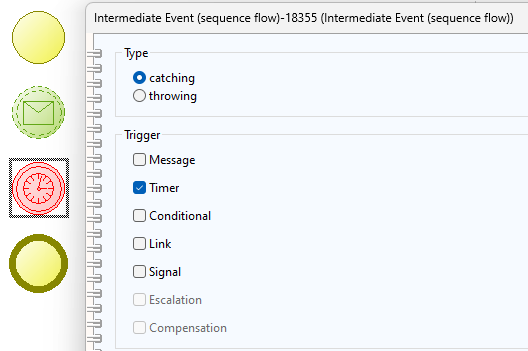 Intermediate Event (sequence flow)-18355 (Intermediate Event (sequence flow))
Type
catching
throwing
Trigger
Message
Timer
Conditional
Link
Signal
Escalation
Compensation